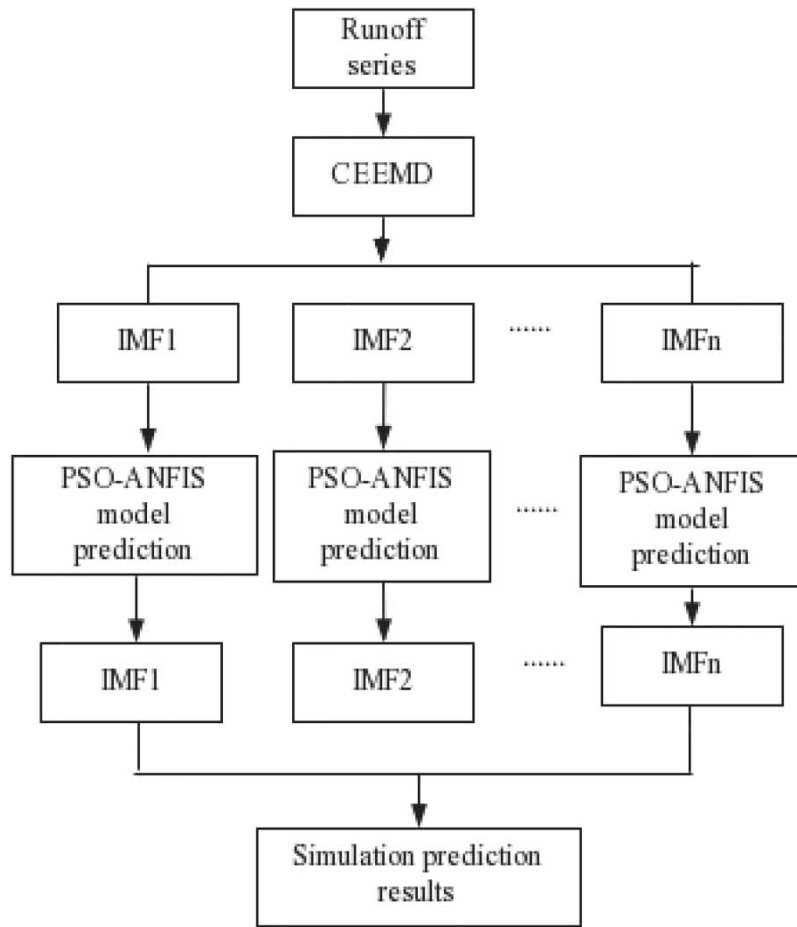 Runoff
series
CEEMD
IMF1
IMF2
......
IMFn
PSO-ANFIS
model
prediction
PSO-ANFIS
model
prediction
......
PSO-ANFIS
model
prediction
IMF1
IMF2
......
IMFn
Simulation prediction
results